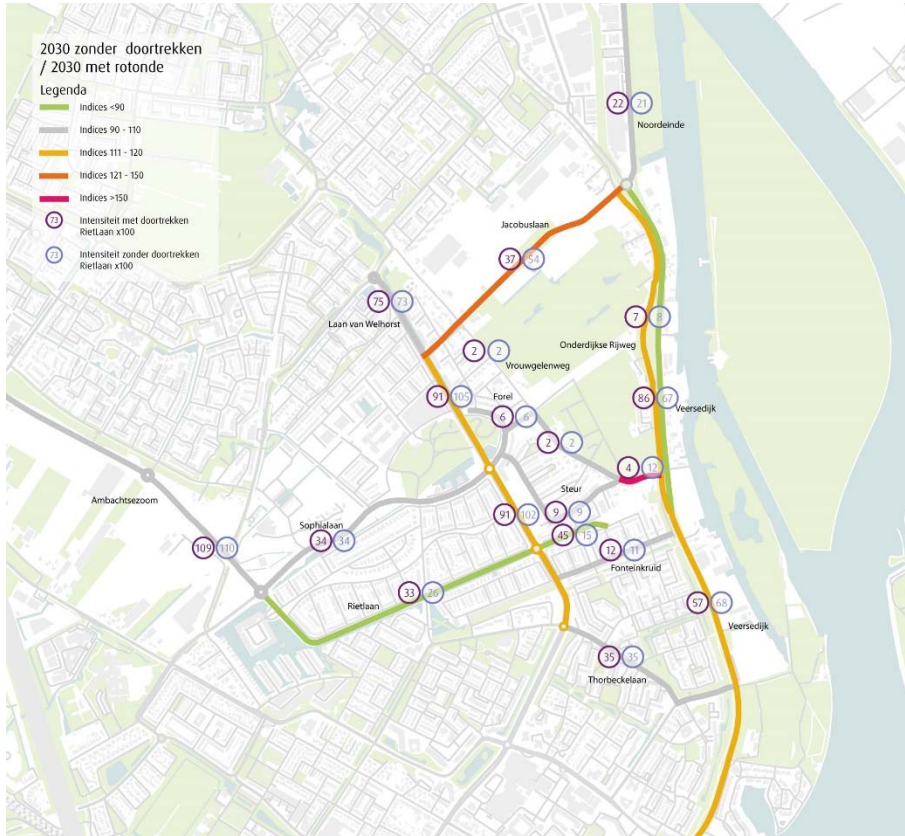 2030 zonder doortrekken
/ 2030 met rotonde
Legenda
Indices <90
Indices 90 - 110
Indices 111 - 120
Indices 121 - 150
Indices >150
73 Intensiteit met doortrekken
RietLaan x100
73 Intensiteit zonder doortrekken
Rietlaan x100
22 21
Noordeinde
Jacobuslaan
37 54
75 73
Laan van Welhorst
7 8
Onderdijkse Rijweg
2 2
Vrouwgelenweg
91 105
Forel
6 6
86 67
Veersedijk
2 2
4 12
Ambachtsezoom
Steur
9 9
91 102
Sophialaan
34 34
109 110
45 15
12 11
Fonteinkruid
33 26
Rietlaan
57 68
Veersedijk
35 35
Thorbeckelaan